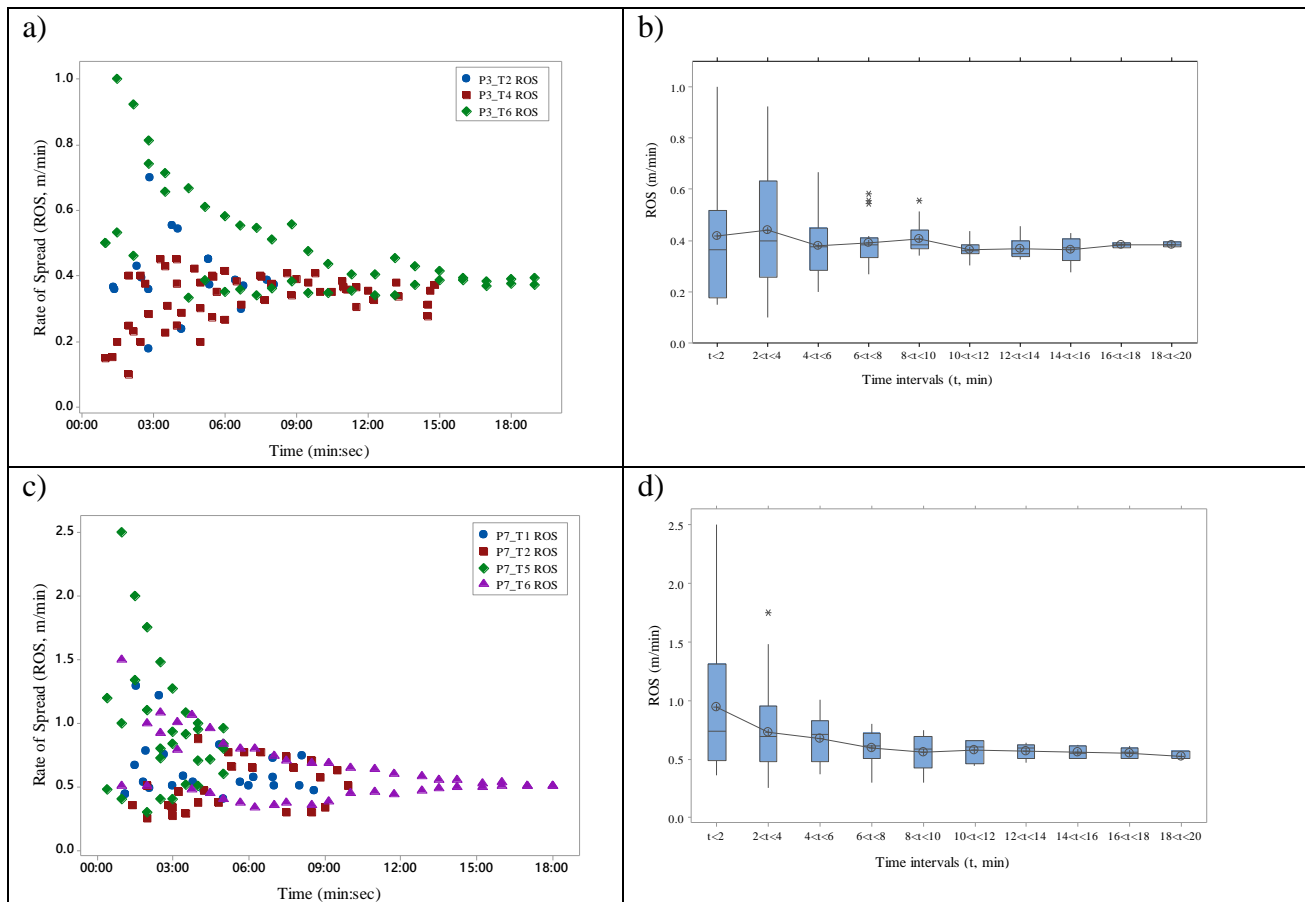 a)
1.0
0.8
0.6
0.4
0.2
0.0
Rate of Spread (ROS, m/min)
P3_T2 ROS
P3_T4 ROS
P3_T6 ROS
00:00 03:00 06:00 09:00 12:00 15:00 18:00
Time (min:sec)
b)
1.0
0.8
0.6
0.4
0.2
0.0
ROS (m/min)
t<2 2<t<4 4<t<6 6<t<8 8<t<10 10<t<12 12<t<14 14<t<16 16<t<18 18<t<20
Time intervals (t, min)
c)
2.5
2.0
1.5
1.0
0.5
0.0
Rate of Spread (ROS, m/min)
P7_T1 ROS
P7_T2 ROS
P7_T5 ROS
P7_T6 ROS
00:00 03:00 06:00 09:00 12:00 15:00 18:00
Time (min:sec)
d)
2.5
2.0
1.5
1.0
0.5
0.0
ROS (m/min)
t<2 2<t<4 4<t<6 6<t<8 8<t<10 10<t<12 12<t<14 14<t<16 16<t<18 18<t<20
Time intervals (t, min)